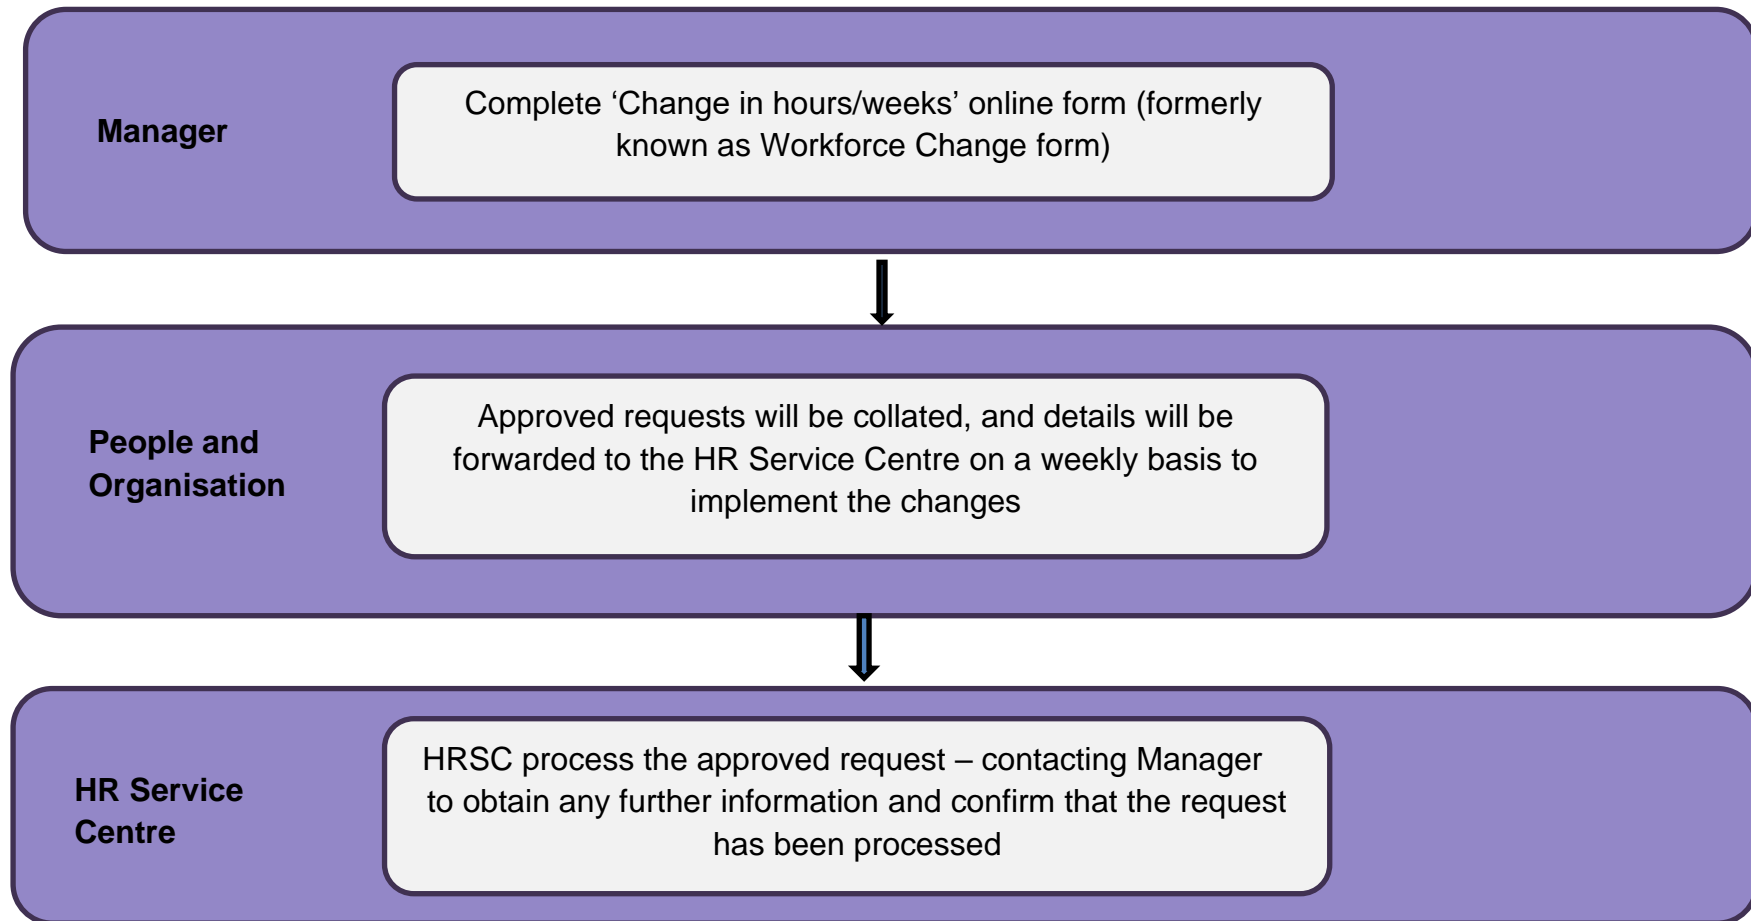 Manager
Complete ‘Change in hours/weeks’ online form (formerly
known as Workforce Change form)
People and
Organisation
Approved requests will be collated, and details will be
forwarded to the HR Service Centre on a weekly basis to
implement the changes
HR Service
Centre
HRSC process the approved request – contacting Manager
to obtain any further information and confirm that the request
has been processed